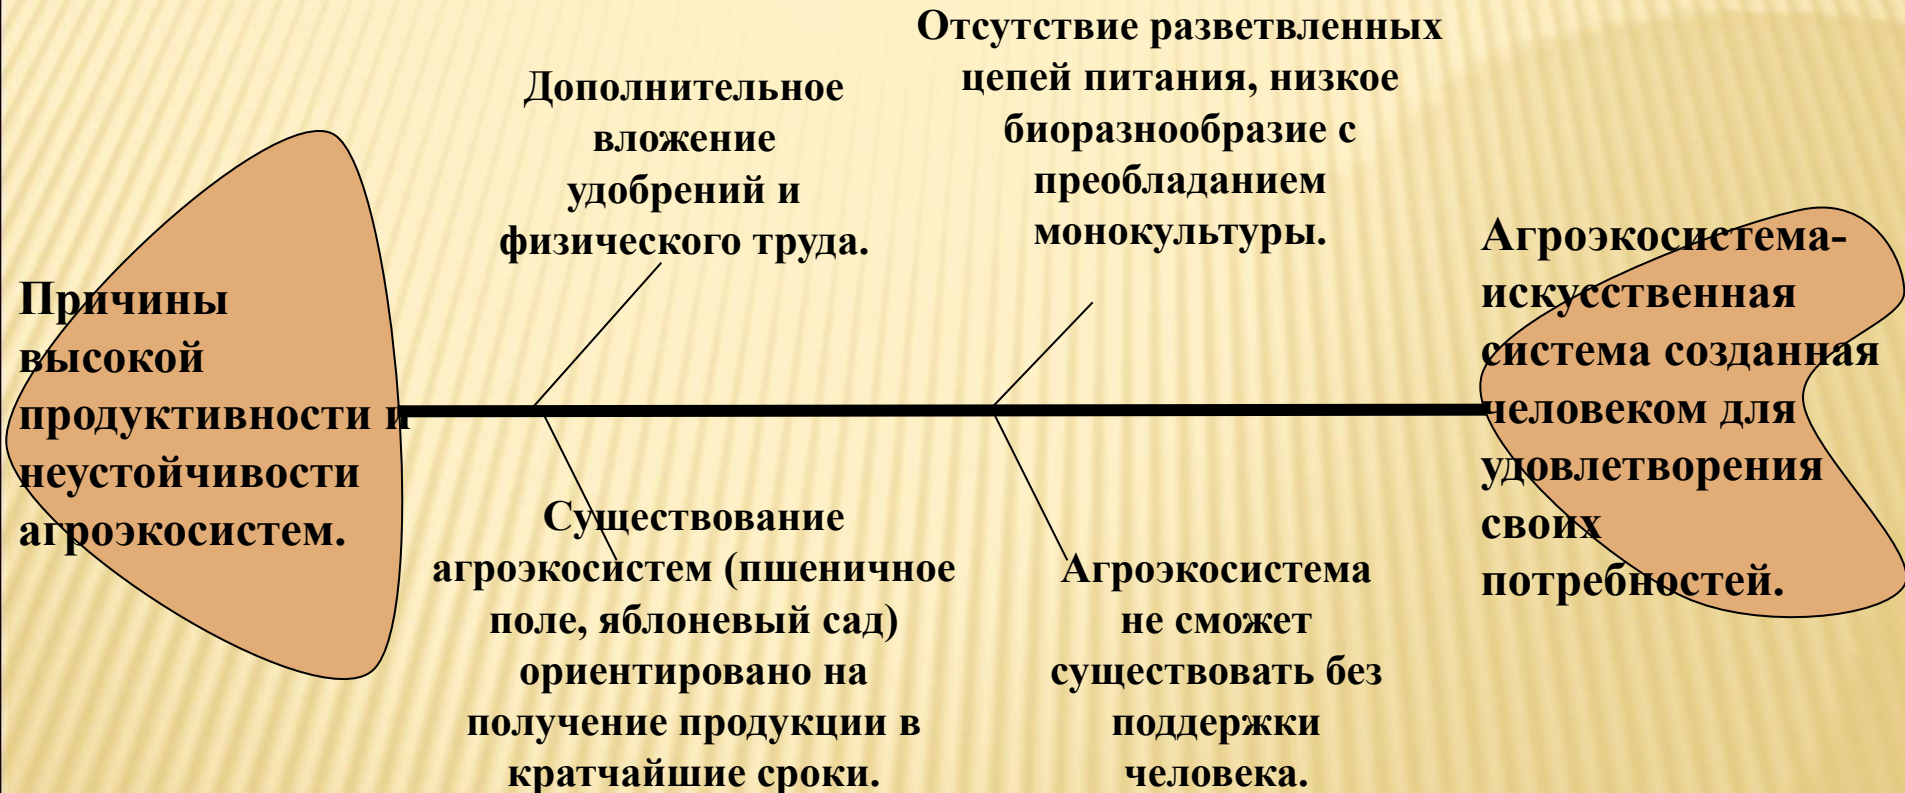 Причины
высокой
продуктивности и
неустойчивости
агроэкосистем.
Дополнительное
вложение
удобрений и
физического труда.
Отсутствие разветвленных
цепей питания, низкое
биоразнообразие с
преобладанием
монокультуры.
Существование
агроэкосистем (пшеничное
поле, яблоневый сад)
ориентировано на
получение продукции в
кратчайшие сроки.
Агроэкосистема
не сможет
существовать без
поддержки
человека.
Агроэкосистема-
искусственная
система созданная
человеком для
удовлетворения
своих
потребностей.